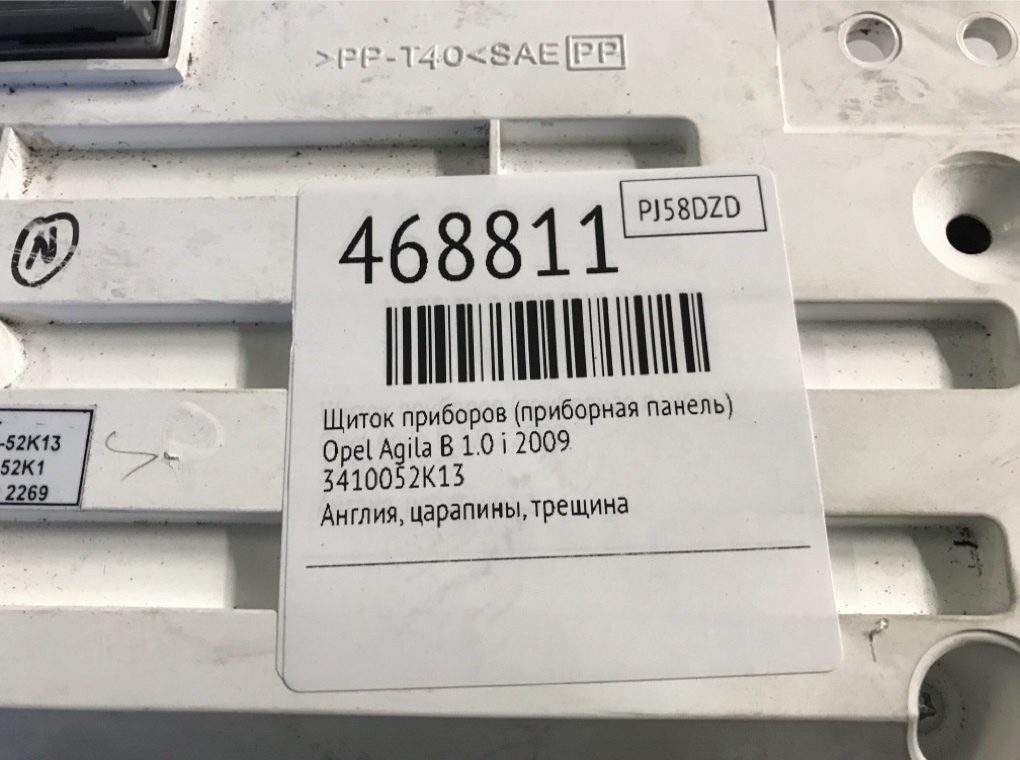 >PP-T40<SAE PP
PJ58DZD
468811
N
Щиток приборов (приборная панель)
Opel Agila B 1.0 i 2009
3410052K13
Англия, царапины, трещина
-52K13
52K1
2269